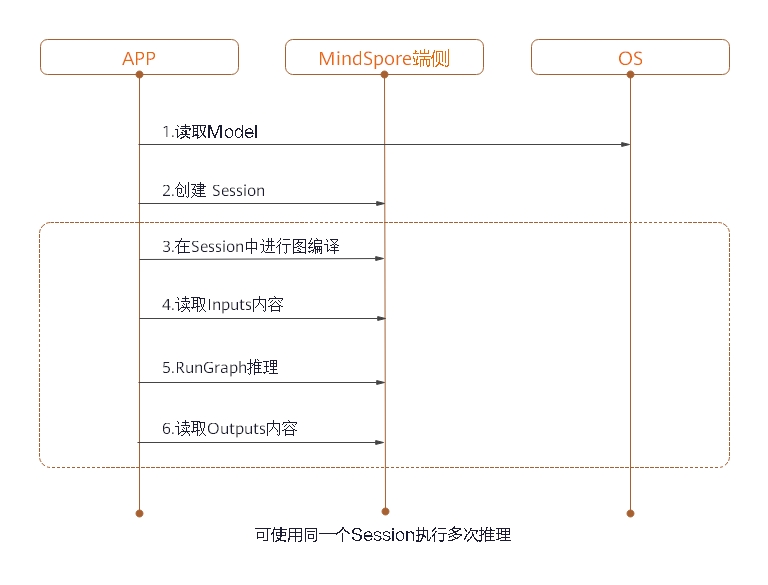 APP
MindSpore端侧
OS
1.读取Model
2.创建 Session
3.在Session中进行图编译
4.读取Inputs内容
5.RunGraph推理
6.读取Outputs内容
可使用同一个Session执行多次推理